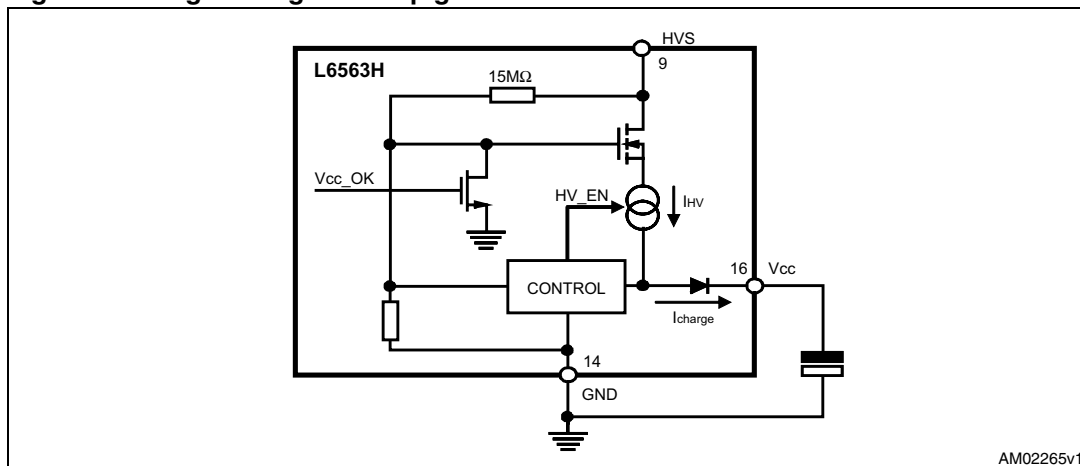 HVS
9
L6563H
15MΩ
Vcc_OK
HV_EN
IHV
16
Vcc
CONTROL
Icharge
14
GND
AM02265v1